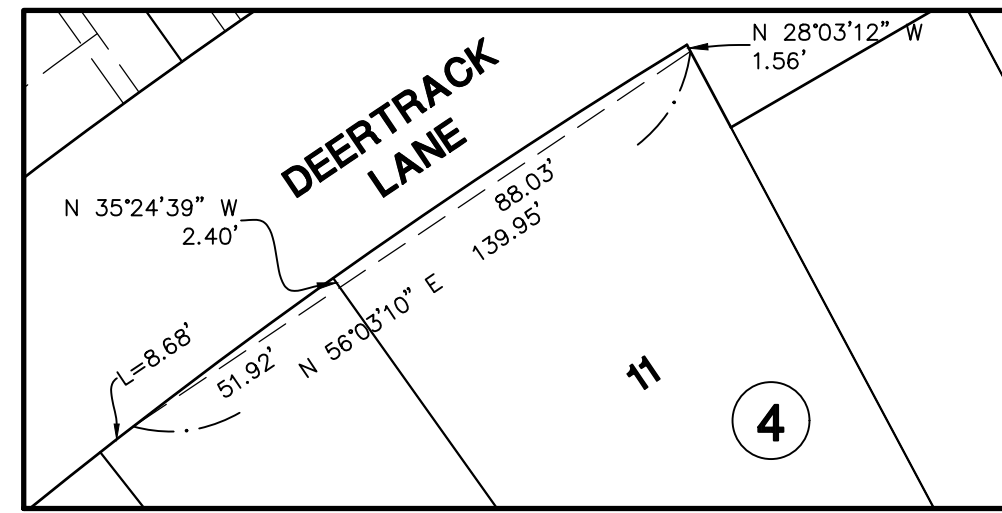 N 28°03'12" W
1.56'
DEERTRACK
LANE
N 35°24'39" W
2.40'
88.03'
139.95'
N 56°03'10" E
L=8.68'
51.92'
11
4